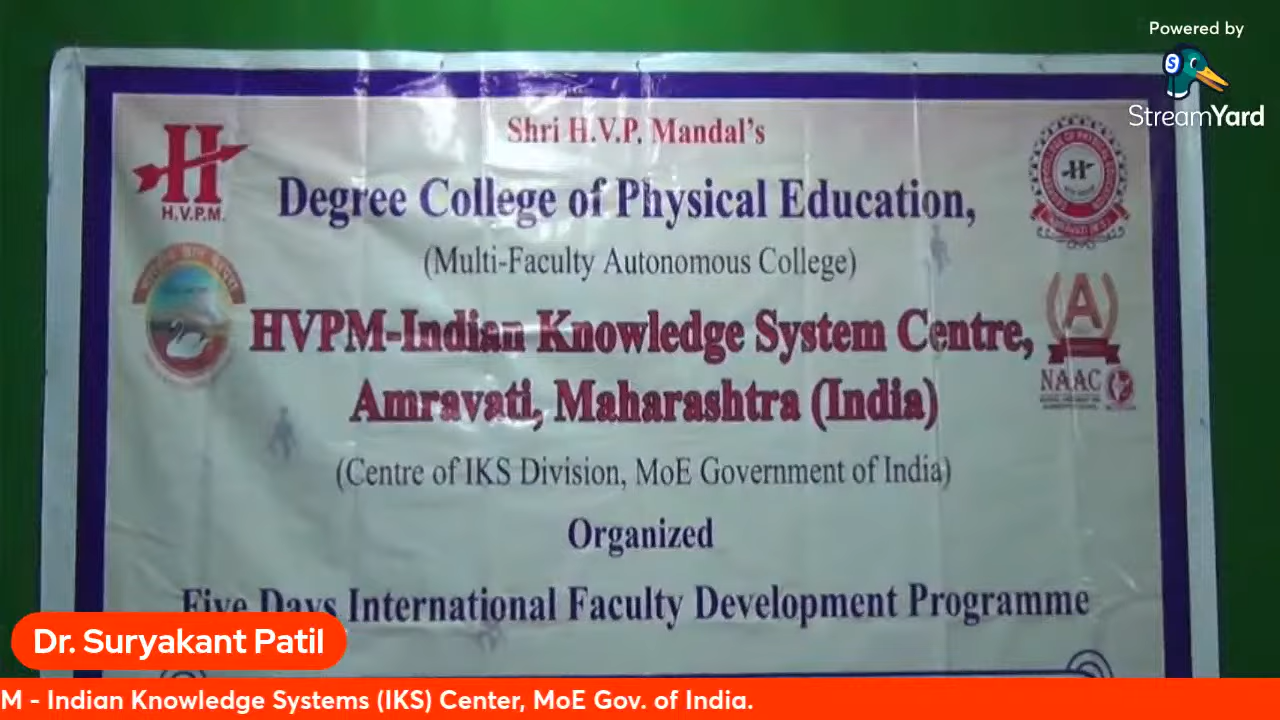 Powered by
StreamYard
Shri H.V.P. Mandal's
Degree College of Physical Education,
(Multi-Faculty Autonomous College)
H.V.P.M.
HVPM-Indian Knowledge System Centre,
Amravati, Maharashtra (India)
A
NAAC
(Centre of IKS Division, MoE Government of India)
Organized
Five Days International Faculty Development Programme
Dr. Suryakant Patil
M - Indian Knowledge Systems (IKS) Center, MoE Gov. of India.